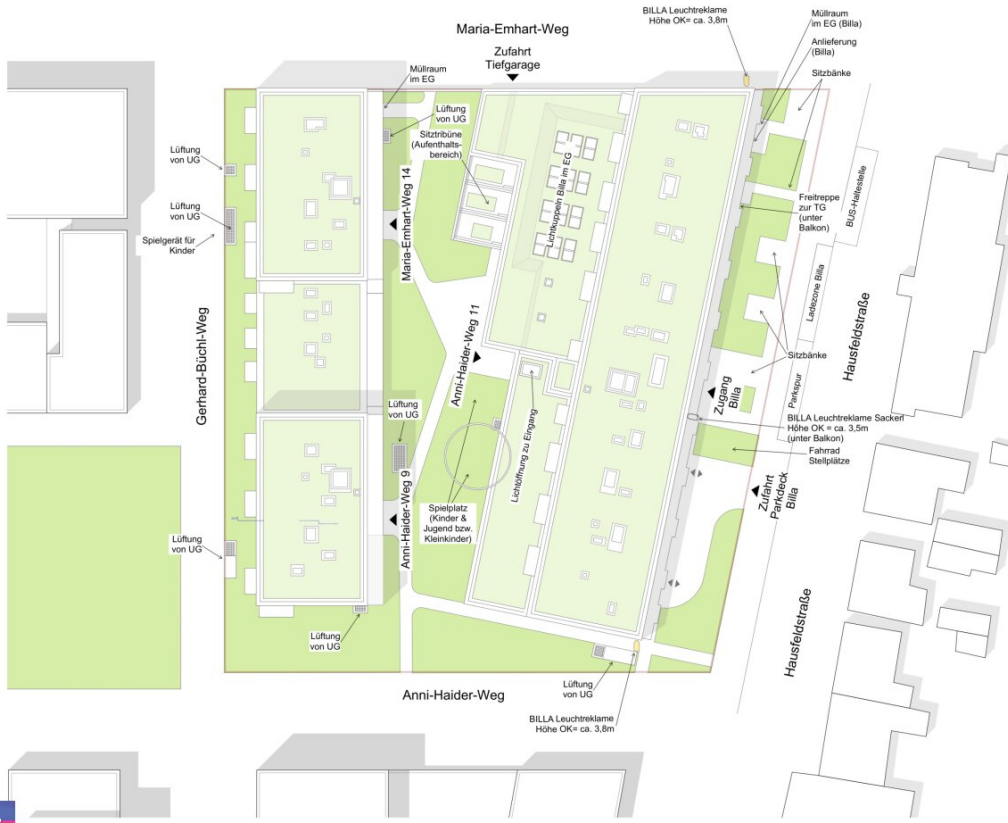 BILLA Leuchtreklame
Höhe OK= ca. 3,8m
Müllraum
im EG (Billa)
Maria-Emhart-Weg
Anlieferung
(Billa)
Zufahrt
Tiefgarage
Müllraum
im EG
Sitzbänke
Lüftung
von UG
Sitztribüne
(Aufenthalts-
bereich)
Lüftung
von UG
Lichtkuppeln Billa im EG
Maria-Emhart-Weg 14
Freitreppe
zur TG
(unter
Balkon)
BUS-Haltestelle
Lüftung
von UG
Spielgerät für
Kinder
Ladezone Billa
Hausfeldstraße
Gerhard-Büchl-Weg
Anni-Haider-Weg 11
Sitzbänke
Parkspur
Zugang
Billa
Lüftung
von UG
BILLA Leuchtreklame Sackerl
Höhe OK = ca. 3,5m
(unter Balkon)
Lichtöffnung zu Eingang
Fahrrad
Stellplätze
Zufahrt
Parkdeck
Billa
Anni-Haider-Weg 9
Spielplatz
(Kinder &
Jugend bzw.
Kleinkinder)
Lüftung
von UG
Hausfeldstraße
Lüftung
von UG
Lüftung
von UG
Anni-Haider-Weg
BILLA Leuchtreklame
Höhe OK= ca. 3,8m